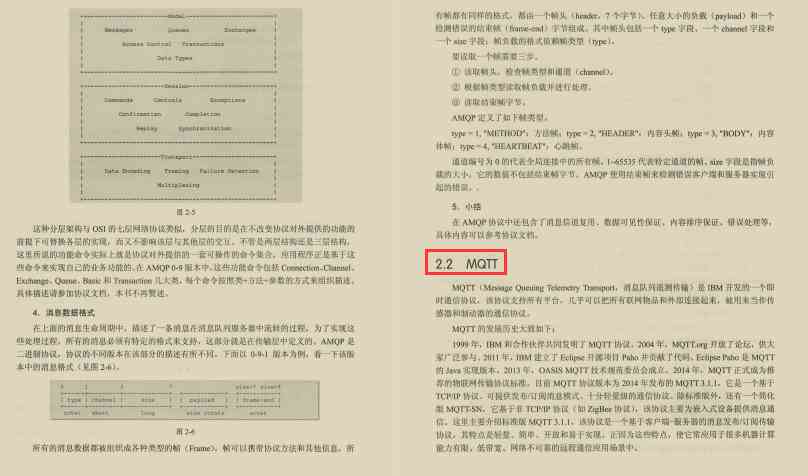 Model
Messages Queues Exchanges
Access Control Transactions
Data Types
Session
Commands Controls Exceptions
Confirmation Completion
Replay Synchronization
Transport
Data Encoding Framing Failure Detection
Multiplexing
图 2-5
这种分层架构与 OSI 的七层网络协议类似，分层的目的是在不改变协议对外提供的功能的
前提下可替换各层的实现，而又不影响该层与其他层的交互。不管是两层结构还是三层结构，
这里所说的功能命令实际上就是协议对外提供的一套可操作的命令集合，应用程序正是基于这
些命令来实现自己的业务功能的。在 AMQP 0-9 版本中，这些功能命令包括 Connection、Channel、
Exchange、Queue、Basic 和 Transaction 几大类，每个命令按照类+方法+参数的方式来组织描述，
具体描述请参加协议文档，本书不再赘述。
4．消息数据格式
在上面的消息生命周期中，描述了一条消息在消息队列服务器中流转的过程，为了实现这
些处理过程，所有的消息必须有特定的格式来支持，这部分就是在传输层中定义的。AMQP 是
二进制协议，协议的不同版本在该部分的描述有所不同。下面以 0-9-1 版本为例，看一下该版
本中的消息格式（见图 2-6）。
0 1 3 7 size+7 size+8
type channel size payload frame-end
octet short long size octets octet
图 2-6
所有的消息数据都被组织成各种类型的帧（Frame）。帧可以携带协议方法和其他信息，所
有帧都有同样的格式，都由一个帧头（header，7 个字节）、任意大小的负载（payload）和一个
检测错误的结束帧（frame-end）字节组成。其中帧头包括一个 type 字段、一个 channel 字段和
一个 size 字段；帧负载的格式依赖帧类型（type）。
要读取一个帧需要三步。
① 读取帧头，检查帧类型和通道（channel）。
② 根据帧类型读取帧负载并进行处理。
③ 读取结束帧字节。
AMQP 定义了如下帧类型：
type = 1, "METHOD"：方法帧；type = 2, "HEADER"：内容头帧；type = 3, "BODY"：内容
体帧；type = 4, "HEARTBEAT"：心跳帧。
通道编号为 0 的代表全局连接中的所有帧，1~65535 代表特定通道的帧。size 字段是指帧负
载的大小，它的数值不包括结束帧字节。AMQP 使用结束帧来检测错误客户端和服务器实现引
起的错误。
5．小结
在 AMQP 协议中还包含了消息信道复用、数据可见性保证、内容排序保证、错误处理等，
具体内容可以参考协议文档。
2.2 MQTT
MQTT（Message Queuing Telemetry Transport，消息队列遥测传输）是 IBM 开发的一个即
时通信协议，该协议支持所有平台，几乎可以把所有联网物品和外部连接起来，被用来当作传
感器和制动器的通信协议。
MQTT 的发展历史大致如下：
1999 年，IBM 和合作伙伴共同发明了 MQTT 协议。2004 年，MQTT.org 开放了论坛，供大
家广泛参与。2011 年，IBM 建立了 Eclipse 开源项目 Paho 并贡献了代码。Eclipse Paho 是 MQTT
的 Java 实现版本。2013 年，OASIS MQTT 技术规范委员会成立。2014 年，MQTT 正式成为推
荐的物联网传输协议标准。目前 MQTT 协议版本为 2014 年发布的 MQTT 3.1.1，它是一个基于
TCP/IP 协议、可提供发布/订阅消息模式、十分轻量级的通信协议。除标准版外，还有一个简化
版 MQTT-SN，它基于非 TCP/IP 协议（如 ZigBee 协议），该协议主要为嵌入式设备提供消息通
信。这里主要介绍标准版 MQTT 3.1.1，该协议是一个基于客户端-服务器的消息发布/订阅传输
协议，其特点是轻量、简单、开放和易于实现。正因为这些特点，使它常应用于很多机器计算
能力有限、低带宽、网络不可靠的远程通信应用场景中。